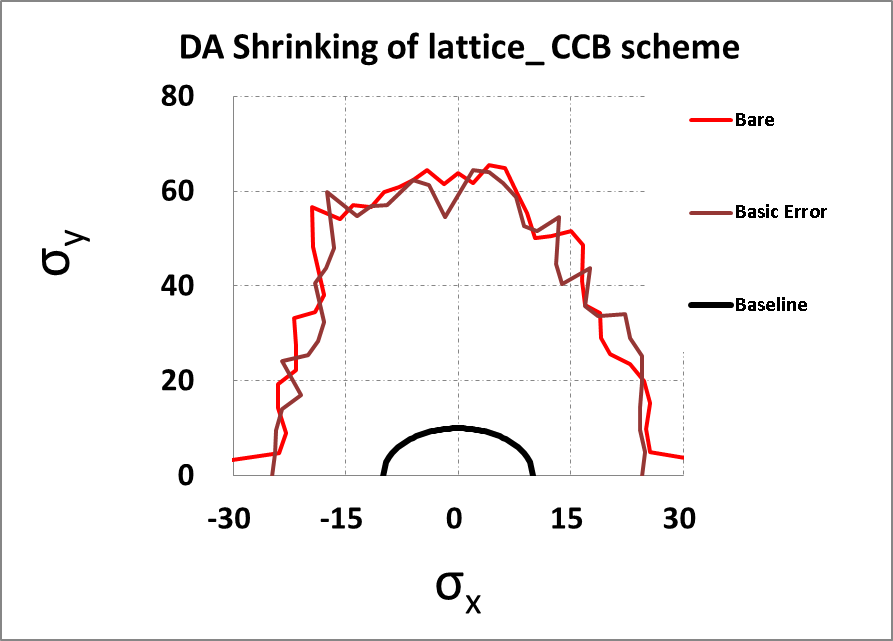 DA Shrinking of lattice_ CCB scheme
80
60
40
20
0
-30
-15
0
15
30
σy
σx
Bare
Basic Error
Baseline